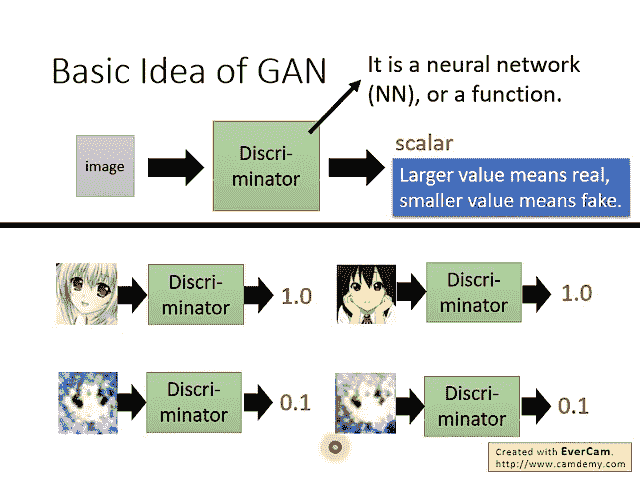 Basic Idea of GAN
It is a neural network
(NN), or a function.
image
Discri-
minator
scalar
Larger value means real,
smaller value means fake.
Discri-
minator
1.0
Discri-
minator
1.0
Discri-
minator
0.1
Discri-
minator
0.1
Created with EverCam.
http://www.camdemy.com